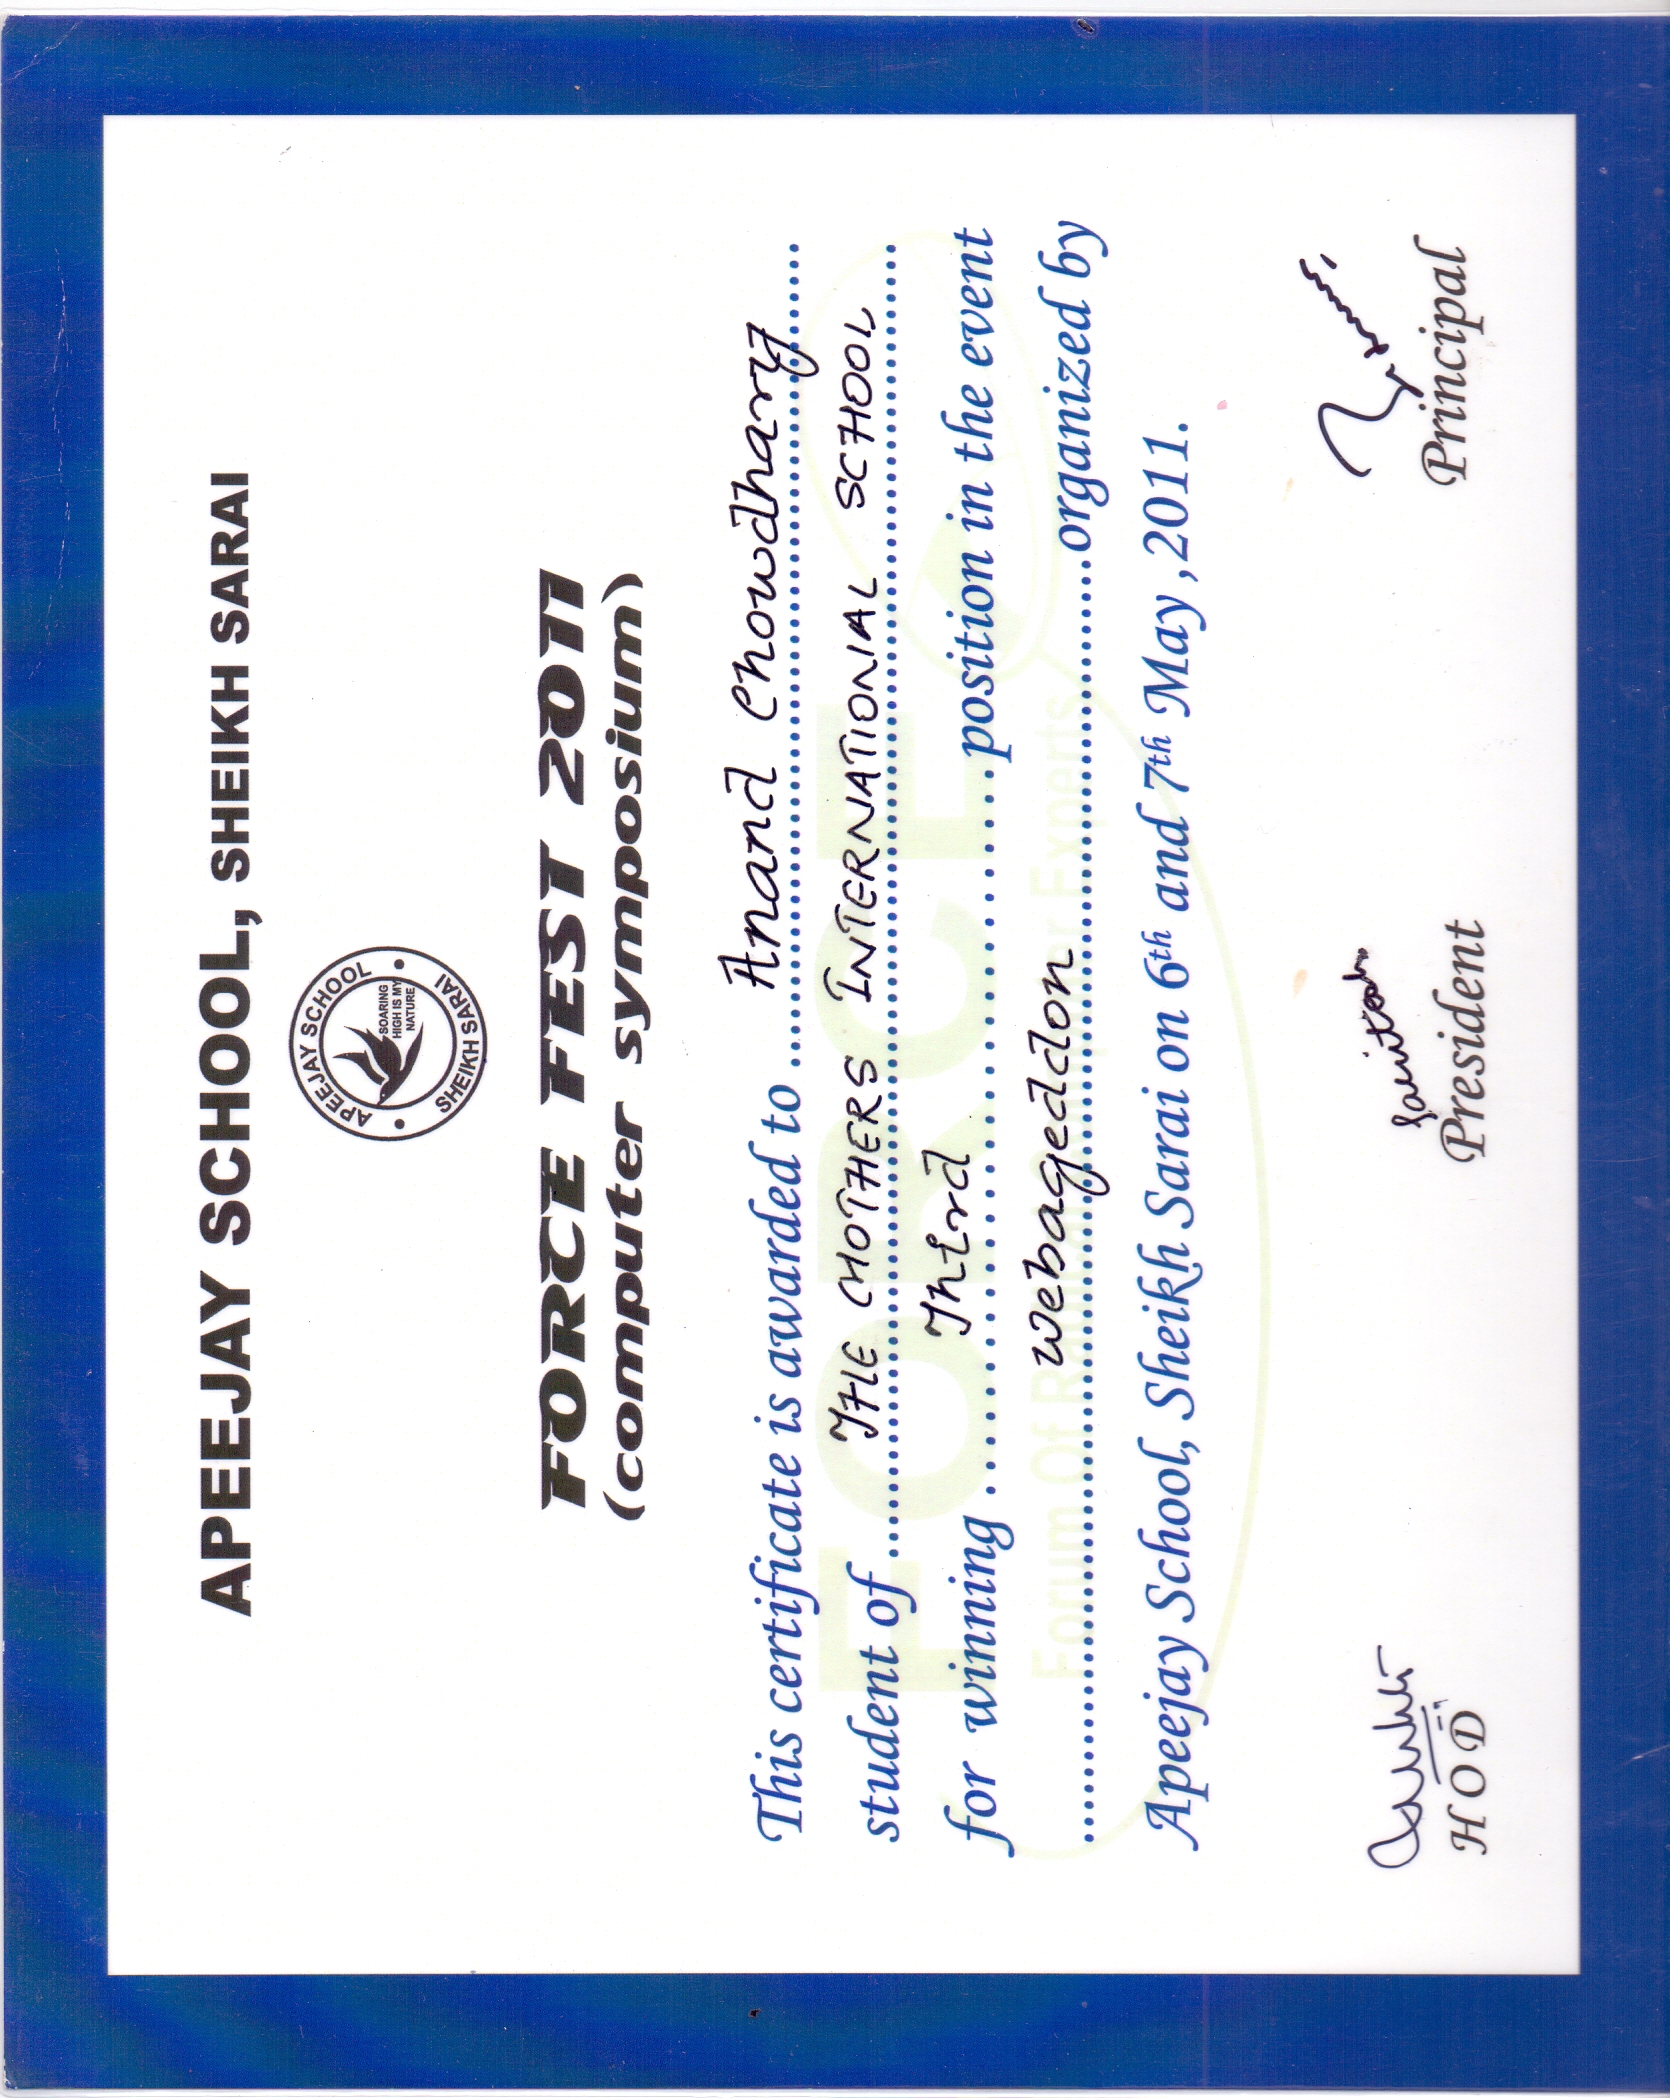 APEEJAY SCHOOL, SHEIKH SARAI
APEEJAY SCHOOL
SOARING
HIGH IS MY
NATURE
SHEIKH SARAI
FORCE FEST 2011
(computer symposium)
This certificate is awarded to Anand Chowdhary
student of THE MOTHERS INTERNATIONAL SCHOOL
for winning Third position in the event
Webageddon organized by
Apeejay School, Sheikh Sarai on 6th and 7th May ,2011.
FORCE
Forum Of Radical Computer Experts
HOD
President
Principal